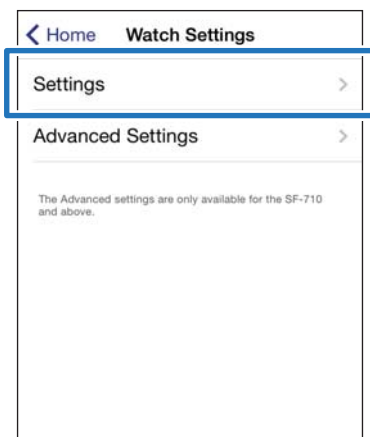 Home Watch Settings
Settings
Advanced Settings
The Advanced settings are only available for the SF-710
and above.